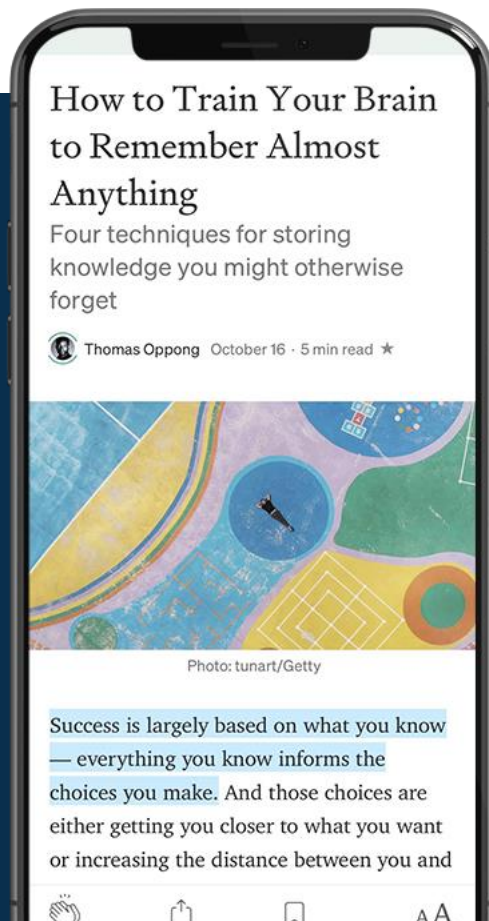 How to Train Your Brain
to Remember Almost
Anything
Four techniques for storing
knowledge you might otherwise
forget
Thomas Oppong October 16 · 5 min read ★
Photo: tunart/Getty
Success is largely based on what you know
— everything you know informs the
choices you make. And those choices are
either getting you closer to what you want
or increasing the distance between you and
AA